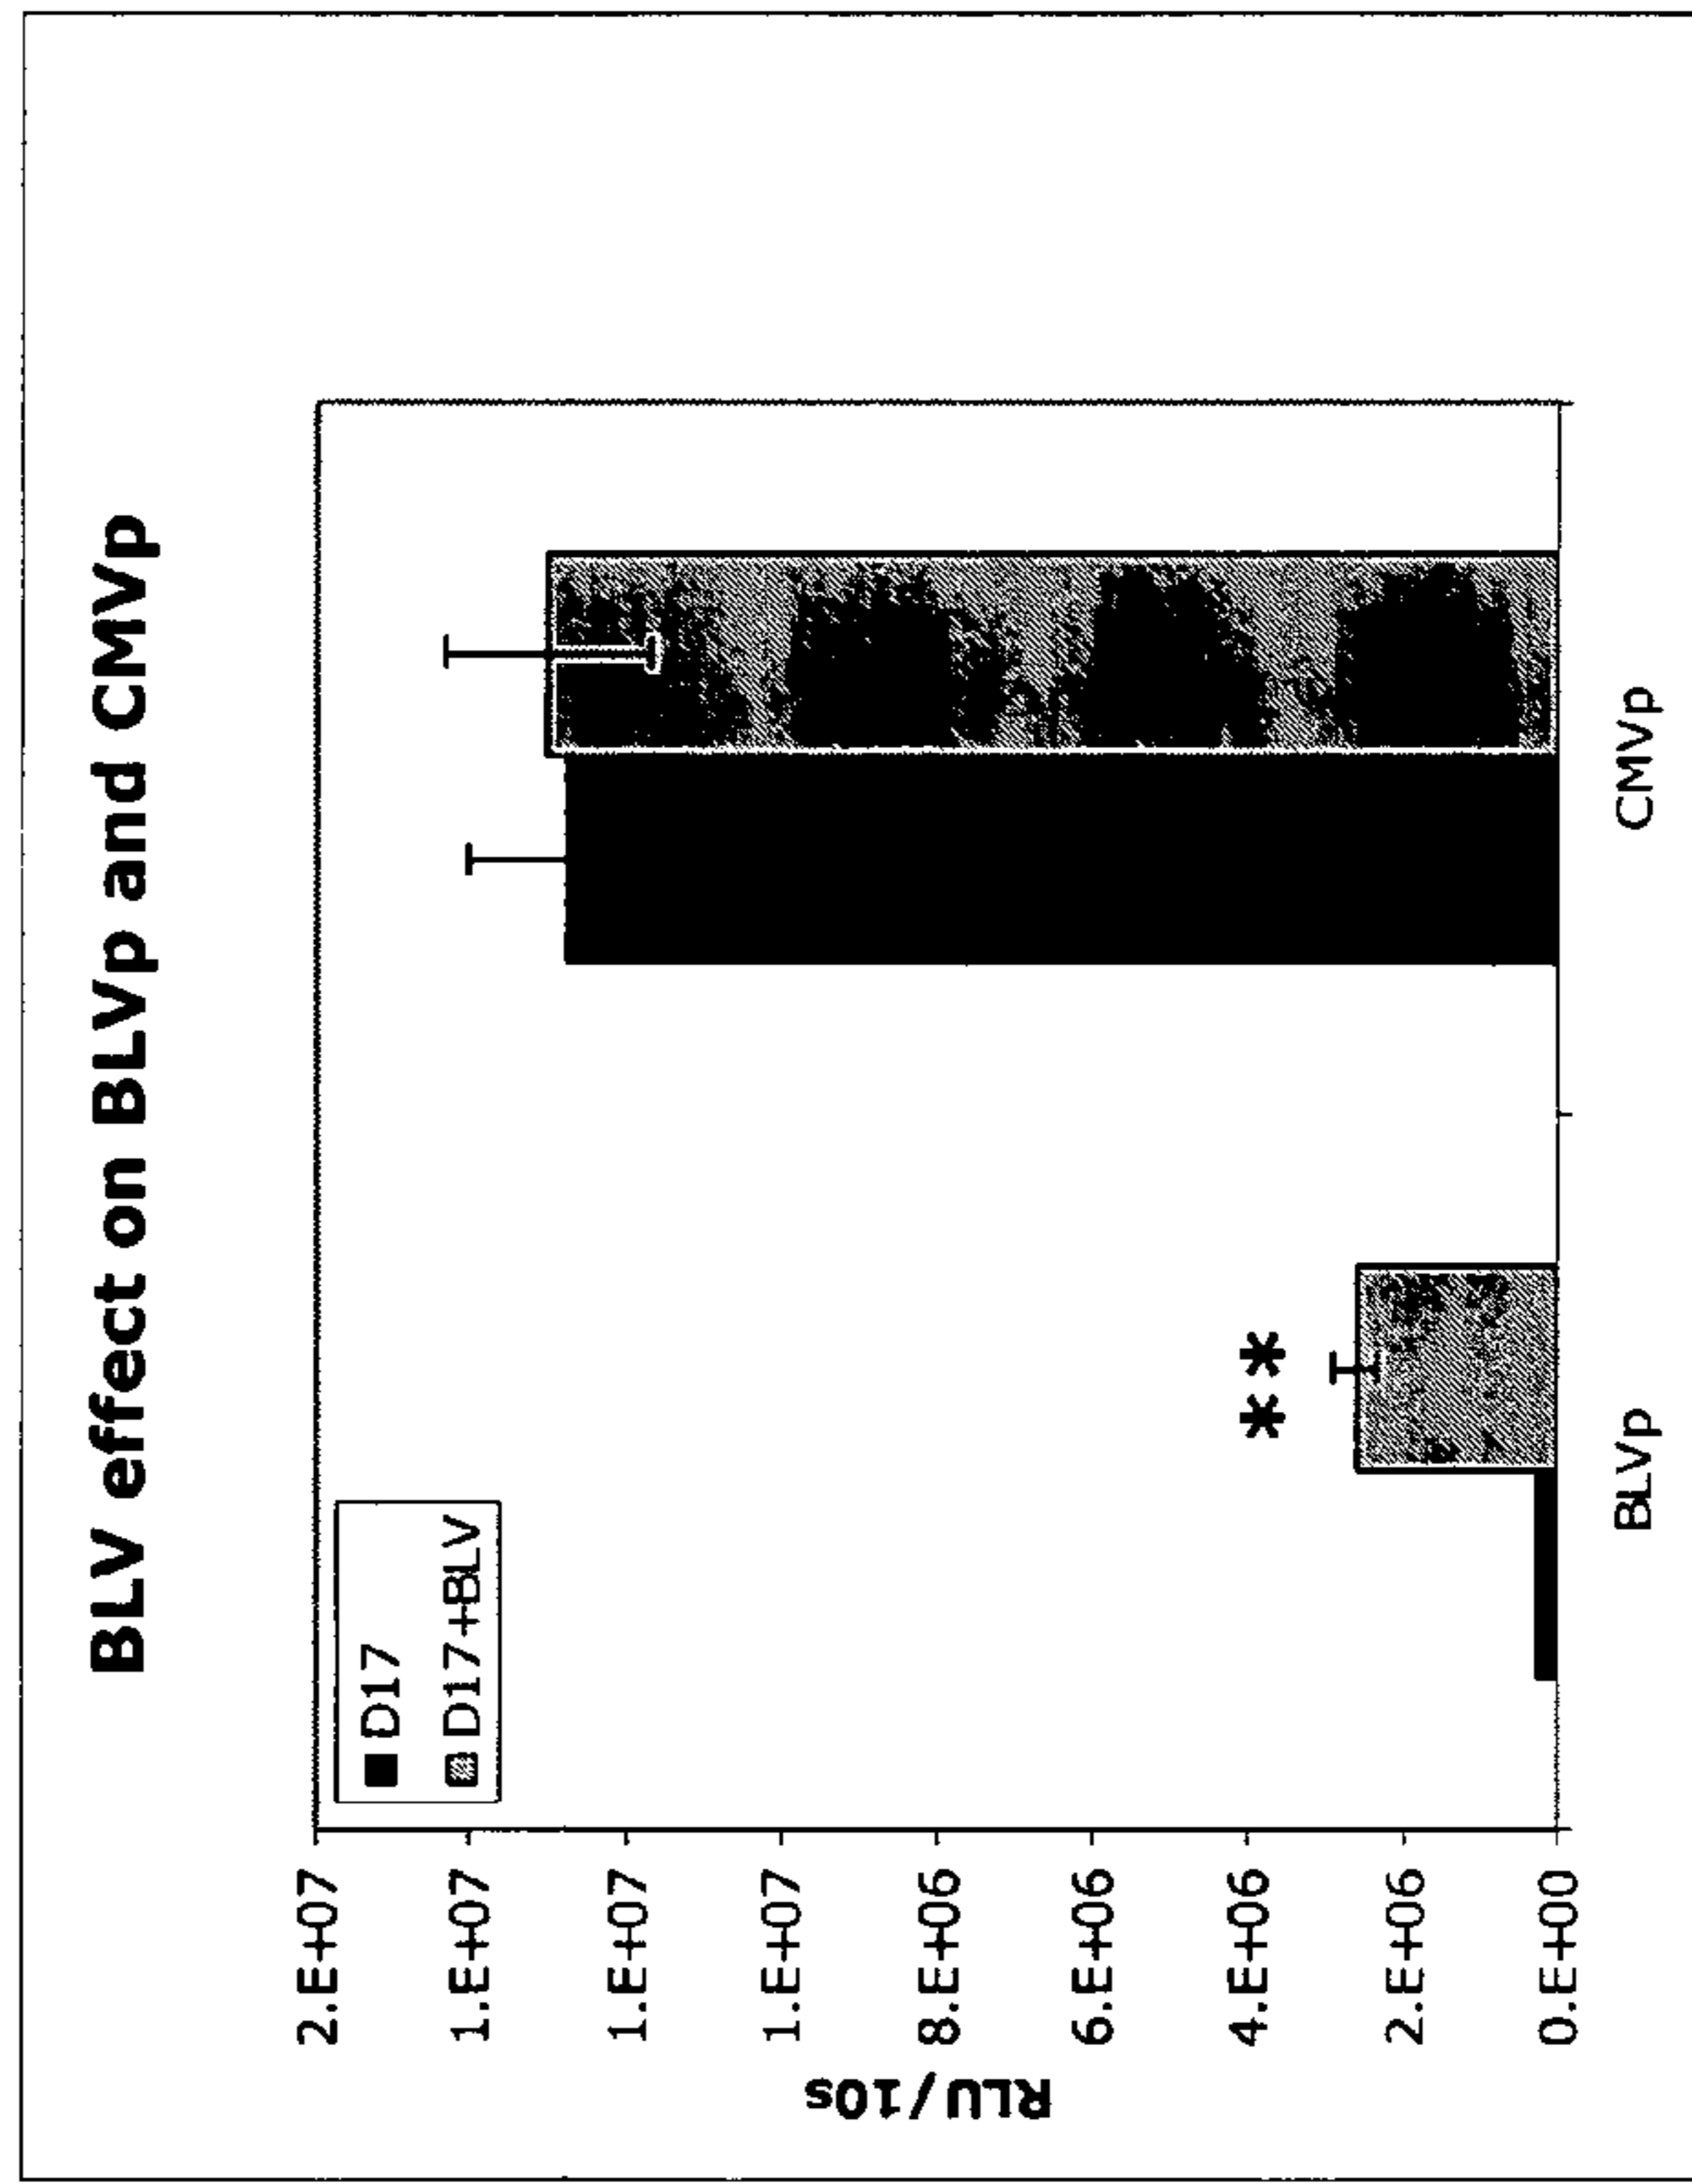 BLV effect on BLVp and CMVp
D17
D17+BLV
2.E+07
1.E+07
1.E+07
1.E+07
8.E+06
6.E+06
4.E+06
2.E+06
0.E+00
RLU/10s
**
BLVp
CMVp